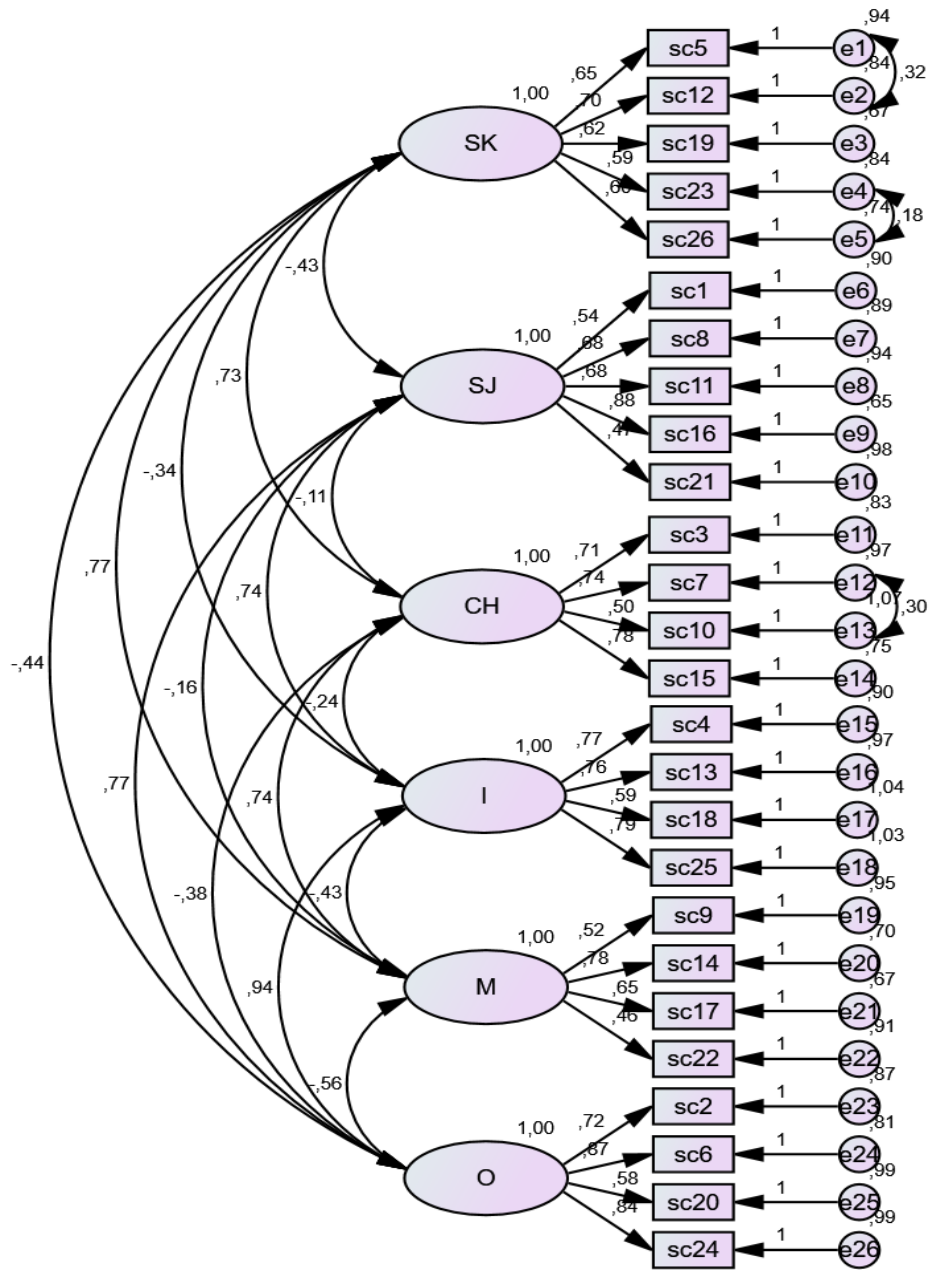 ,94
sc5 1 e1
,65 ,84 ,32
1,00 ,70 sc12 1 e2
,62 ,67
SK sc19 1 e3
,59 ,84
sc23 1 e4
,74 ,18
sc26 1 e5
,90
-,43
sc1 1 e6
,54 ,89
1,00 ,68 sc8 1 e7
,68 ,94
SJ sc11 1 e8
,73 ,88 ,65
sc16 1 e9
,47 ,98
-,34
sc21 1 e10
-,11 ,83
sc3 1 e11
1,00 ,71 ,97
,77 ,74 sc7 1 e12
,74 ,50 1,07 ,30
CH sc10 1 e13
,78 ,75
-,44
sc15 1 e14
-,16 -,24 ,90
sc4 1 e15
1,00 ,77 ,97
,76 sc13 1 e16
,77 ,74 ,59 1,04
I sc18 1 e17
,79 1,03
sc25 1 e18
-,38 -,43 ,95
sc9 1 e19
1,00 ,52 ,70
,78 sc14 1 e20
,94 ,65 ,67
M sc17 1 e21
,46 ,91
sc22 1 e22
-,56 ,87
sc2 1 e23
1,00 ,72 ,81
,87 sc6 1 e24
,58 ,99
O sc20 1 e25
,84 ,99
sc24 1 e26